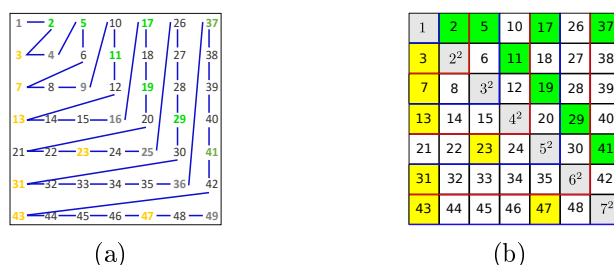 1 2 5 10 17 26 37
3 4 6 11 18 27 38
7 8 9 12 19 28 39
13 14 15 16 20 29 40
21 22 23 24 25 30 41
31 32 33 34 35 36 42
43 44 45 46 47 48 49
(a)
1 2 5 10 17 26 37
3 2² 6 11 18 27 38
7 8 3² 12 19 28 39
13 14 15 4² 20 29 40
21 22 23 24 5² 30 41
31 32 33 34 35 6² 42
43 44 45 46 47 48 7²
(b)